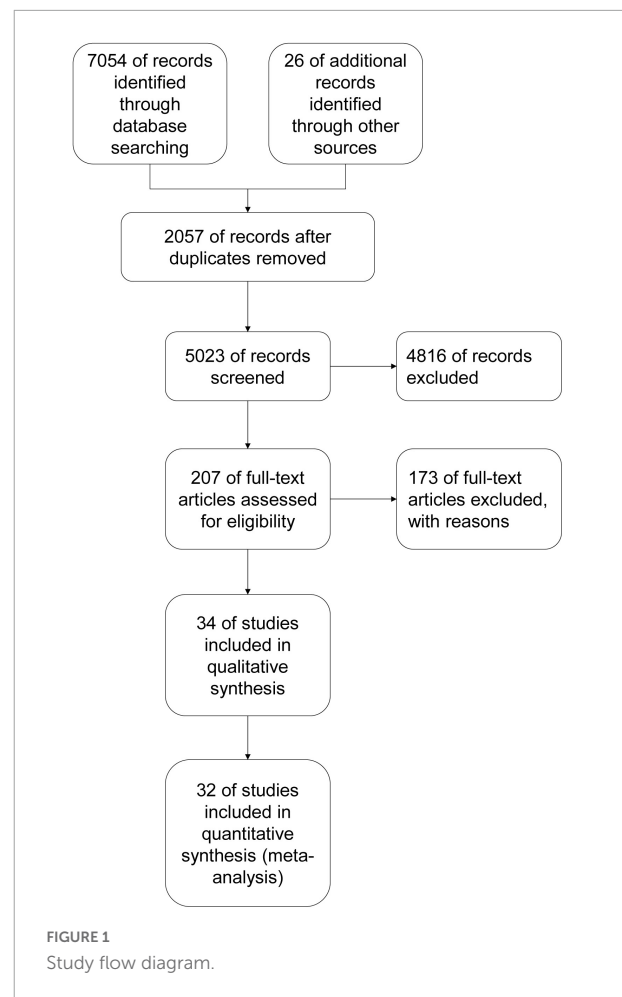 7054 of records
identified
through
database
searching
26 of additional
records
identified
through other
sources
2057 of records after
duplicates removed
5023 of records
screened
4816 of records
excluded
207 of full-text
articles assessed
for eligibility
173 of full-text
articles excluded,
with reasons
34 of studies
included in
qualitative
synthesis
32 of studies
included in
quantitative
synthesis (meta-
analysis)
FIGURE 1
Study flow diagram.